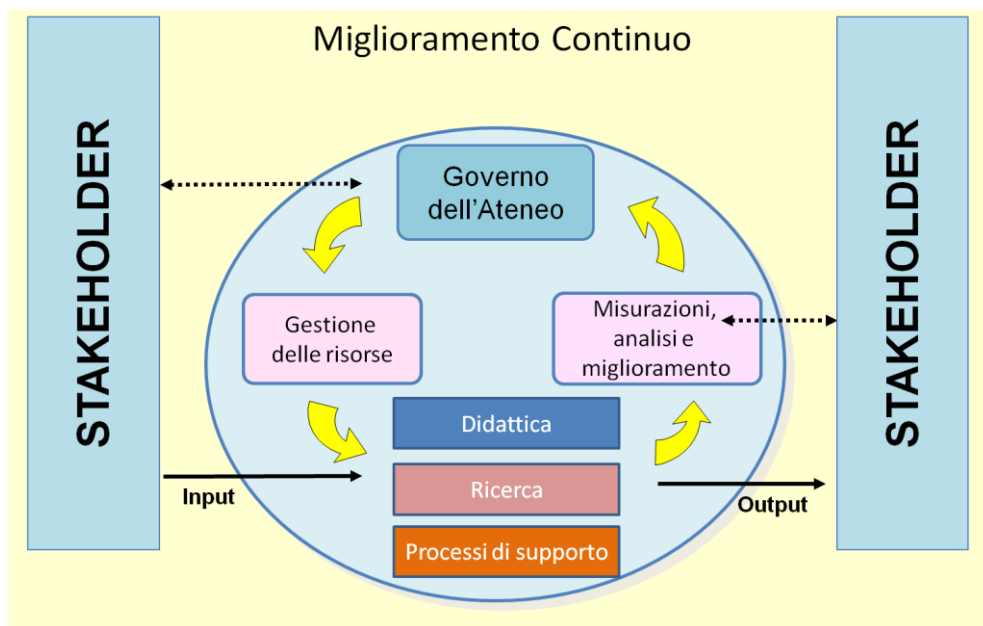 Miglioramento Continuo
STAKEHOLDER
Governo
dell'Ateneo
Gestione
delle risorse
Misurazioni,
analisi e
miglioramento
Didattica
Ricerca
Processi di supporto
Input
Output
STAKEHOLDER